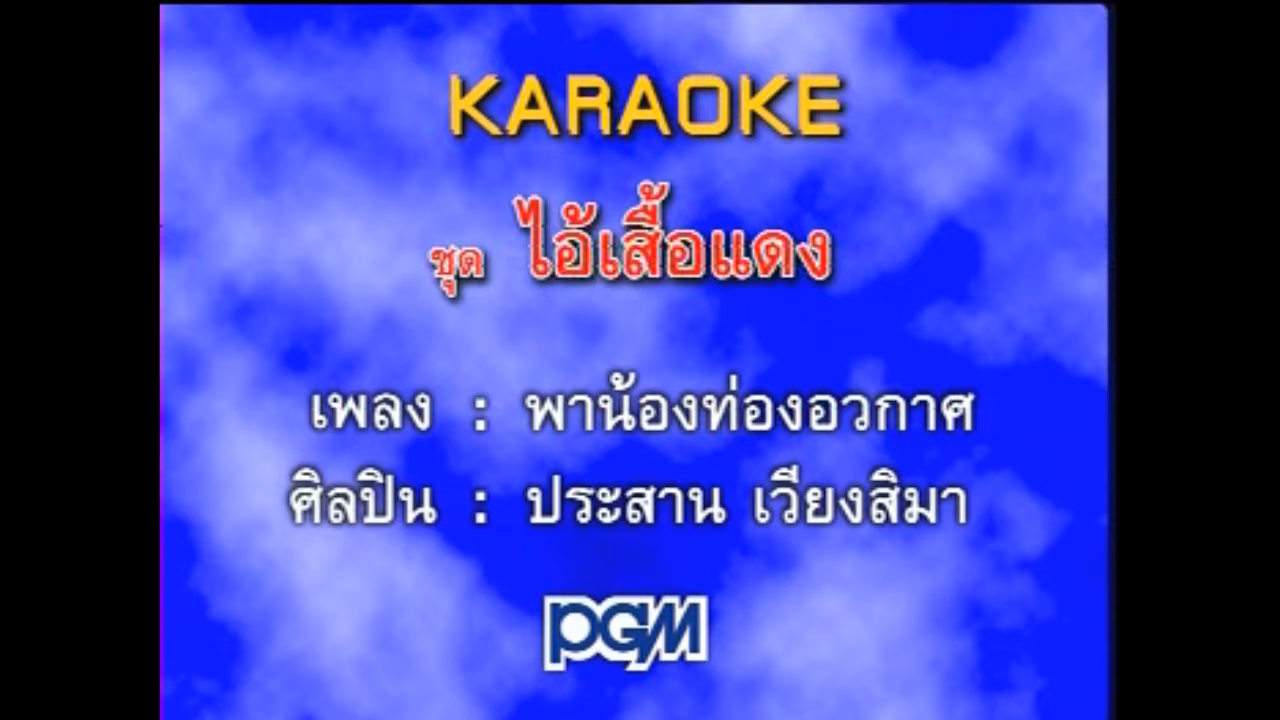 KARAOKE
ชุด ไอ้เสื้อแดง
เพลง : พาน้องท่องอวกาศ
ศิลปิน : ประสาน เวียงสิมา
PGM